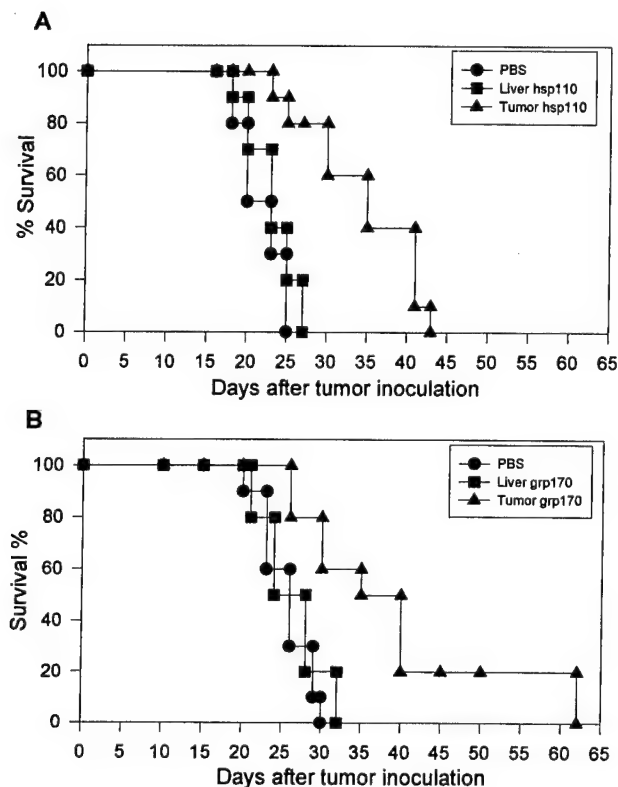 A
PBS
Liver hsp110
Tumor hsp110
% Survival
100
80
60
40
20
0
0 5 10 15 20 25 30 35 40 45 50 55 60 65
Days after tumor inoculation
B
PBS
Liver grp170
Tumor grp170
Survival %
100
80
60
40
20
0
0 5 10 15 20 25 30 35 40 45 50 55 60 65
Days after tumor inoculation